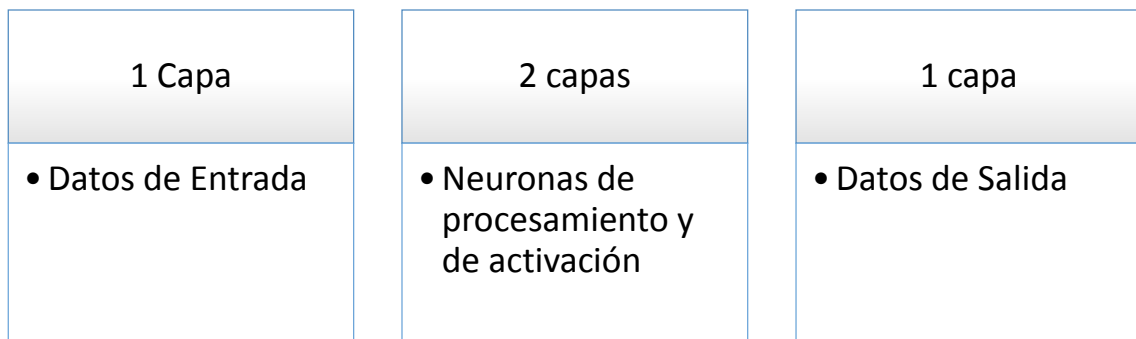 1 Capa
• Datos de Entrada
2 capas
• Neuronas de
procesamiento y
de activación
1 capa
• Datos de Salida